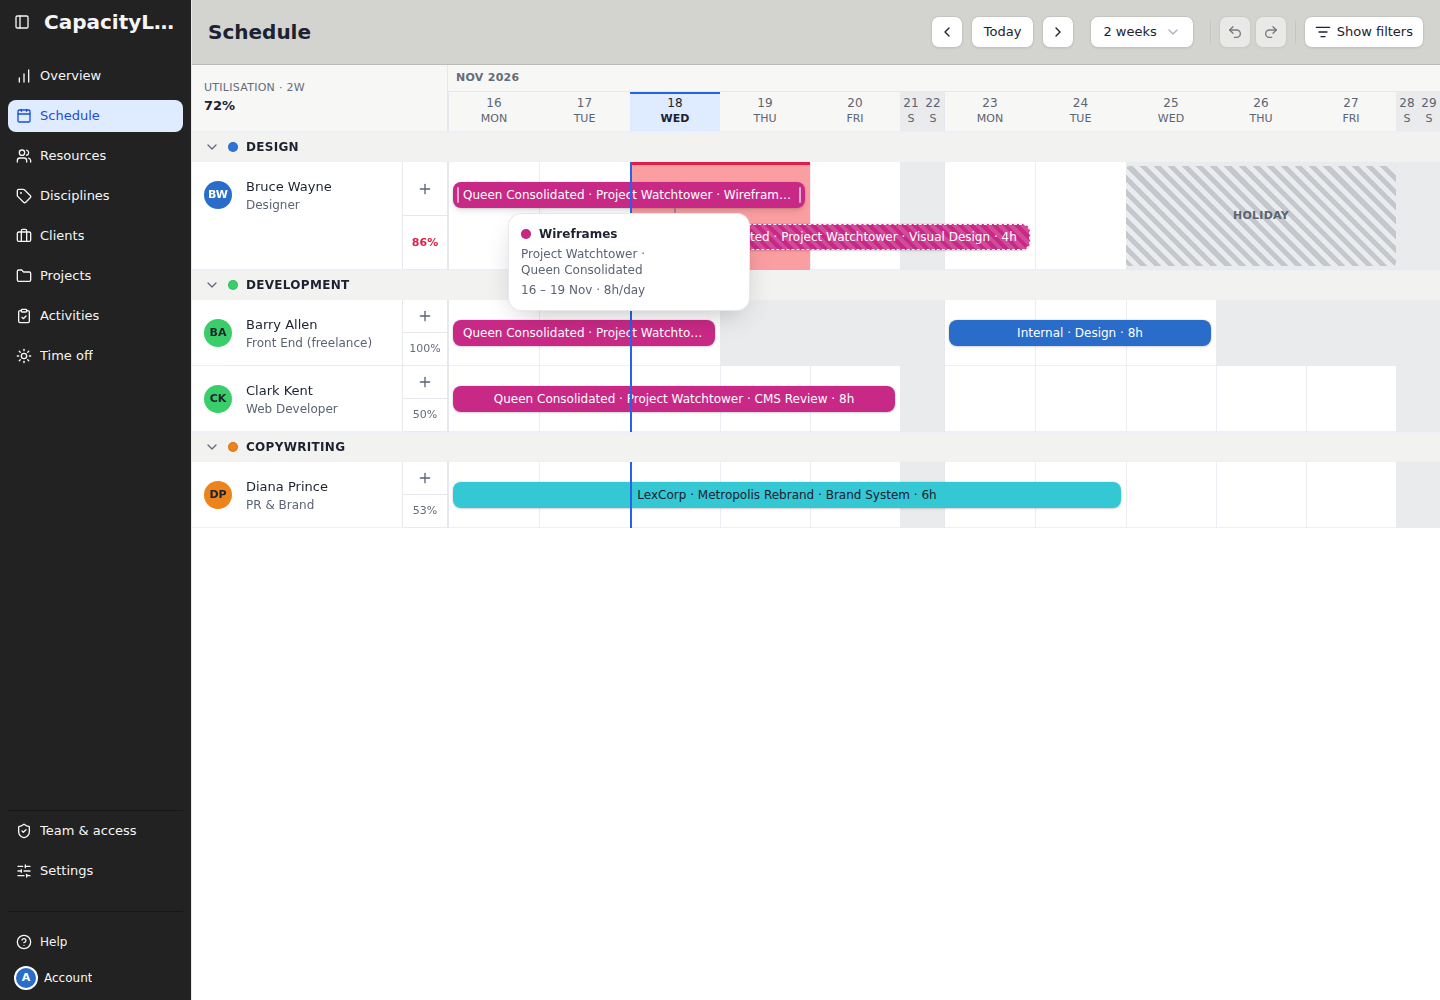 CapacityL…
Overview
Schedule
Resources
Disciplines
Clients
Projects
Activities
Time off
Team & access
Settings
Help
A Account
Schedule
Today
2 weeks
Show filters
UTILISATION · 2W
72%
NOV 2026
16 17 18 19 20 21 22 23 24 25 26 27 28 29
MON TUE WED THU FRI S S MON TUE WED THU FRI S S
DESIGN
BW Bruce Wayne
Designer
86%
Queen Consolidated · Project Watchtower · Wirefram…
ted · Project Watchtower · Visual Design · 4h
HOLIDAY
Wireframes
Project Watchtower ·
Queen Consolidated
16 – 19 Nov · 8h/day
DEVELOPMENT
BA Barry Allen
Front End (freelance)
100%
Queen Consolidated · Project Watchto…
Internal · Design · 8h
CK Clark Kent
Web Developer
50%
Queen Consolidated · Project Watchtower · CMS Review · 8h
COPYWRITING
DP Diana Prince
PR & Brand
53%
LexCorp · Metropolis Rebrand · Brand System · 6h